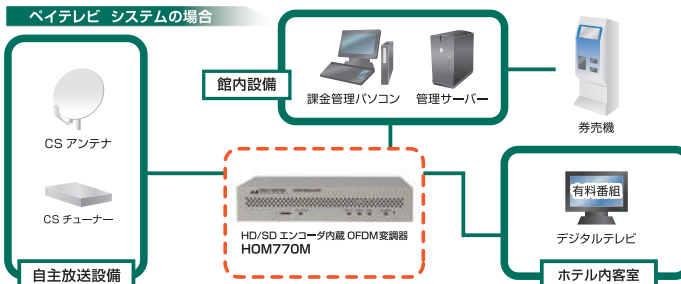 ペイテレビ システムの場合
館内設備
課金管理パソコン
管理サーバー
券売機
CS アンテナ
CS チューナー
自主放送設備
HD/SD エンコーダ内蔵 OFDM変調器
HOM770M
有料番組
デジタルテレビ
ホテル内客室